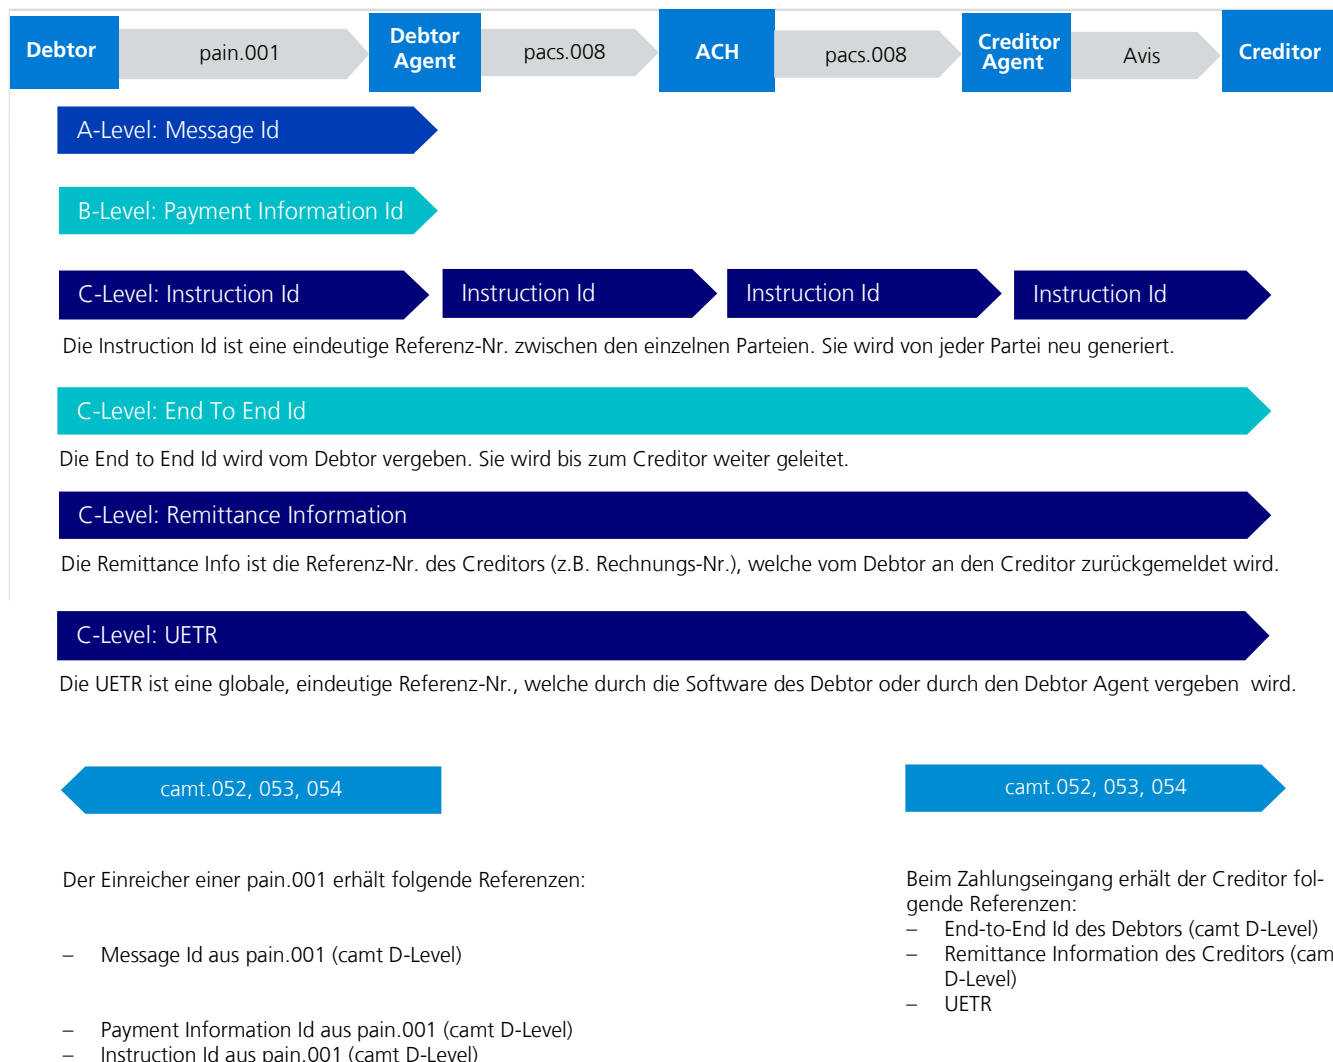 Debtor
pain.001
Debtor
Agent
pacs.008
ACH
pacs.008
Creditor
Agent
Avis
Creditor
A-Level: Message Id
B-Level: Payment Information Id
C-Level: Instruction Id
Instruction Id
Instruction Id
Instruction Id
Die Instruction Id ist eine eindeutige Referenz-Nr. zwischen den einzelnen Parteien. Sie wird von jeder Partei neu generiert.
C-Level: End To End Id
Die End to End Id wird vom Debtor vergeben. Sie wird bis zum Creditor weiter geleitet.
C-Level: Remittance Information
Die Remittance Info ist die Referenz-Nr. des Creditors (z.B. Rechnungs-Nr.), welche vom Debtor an den Creditor zurückgemeldet wird.
C-Level: UETR
Die UETR ist eine globale, eindeutige Referenz-Nr., welche durch die Software des Debtor oder durch den Debtor Agent vergeben wird.
camt.052, 053, 054
Der Einreicher einer pain.001 erhält folgende Referenzen:
– Message Id aus pain.001 (camt D-Level)
– Payment Information Id aus pain.001 (camt D-Level)
– Instruction Id aus pain.001 (camt D-Level)
camt.052, 053, 054
Beim Zahlungseingang erhält der Creditor fol-
gende Referenzen:
– End-to-End Id des Debtors (camt D-Level)
– Remittance Information des Creditors (cam
D-Level)
– UETR